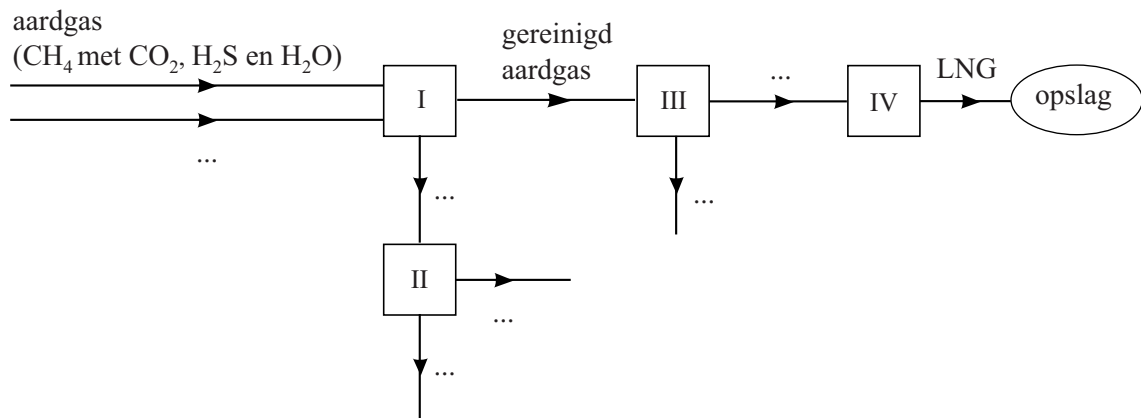 aardgas
(CH₄ met CO₂, H₂S en H₂O)
...
I
gereinigd
aardgas
III
...
IV
LNG
opslag
...
...
II
...
...